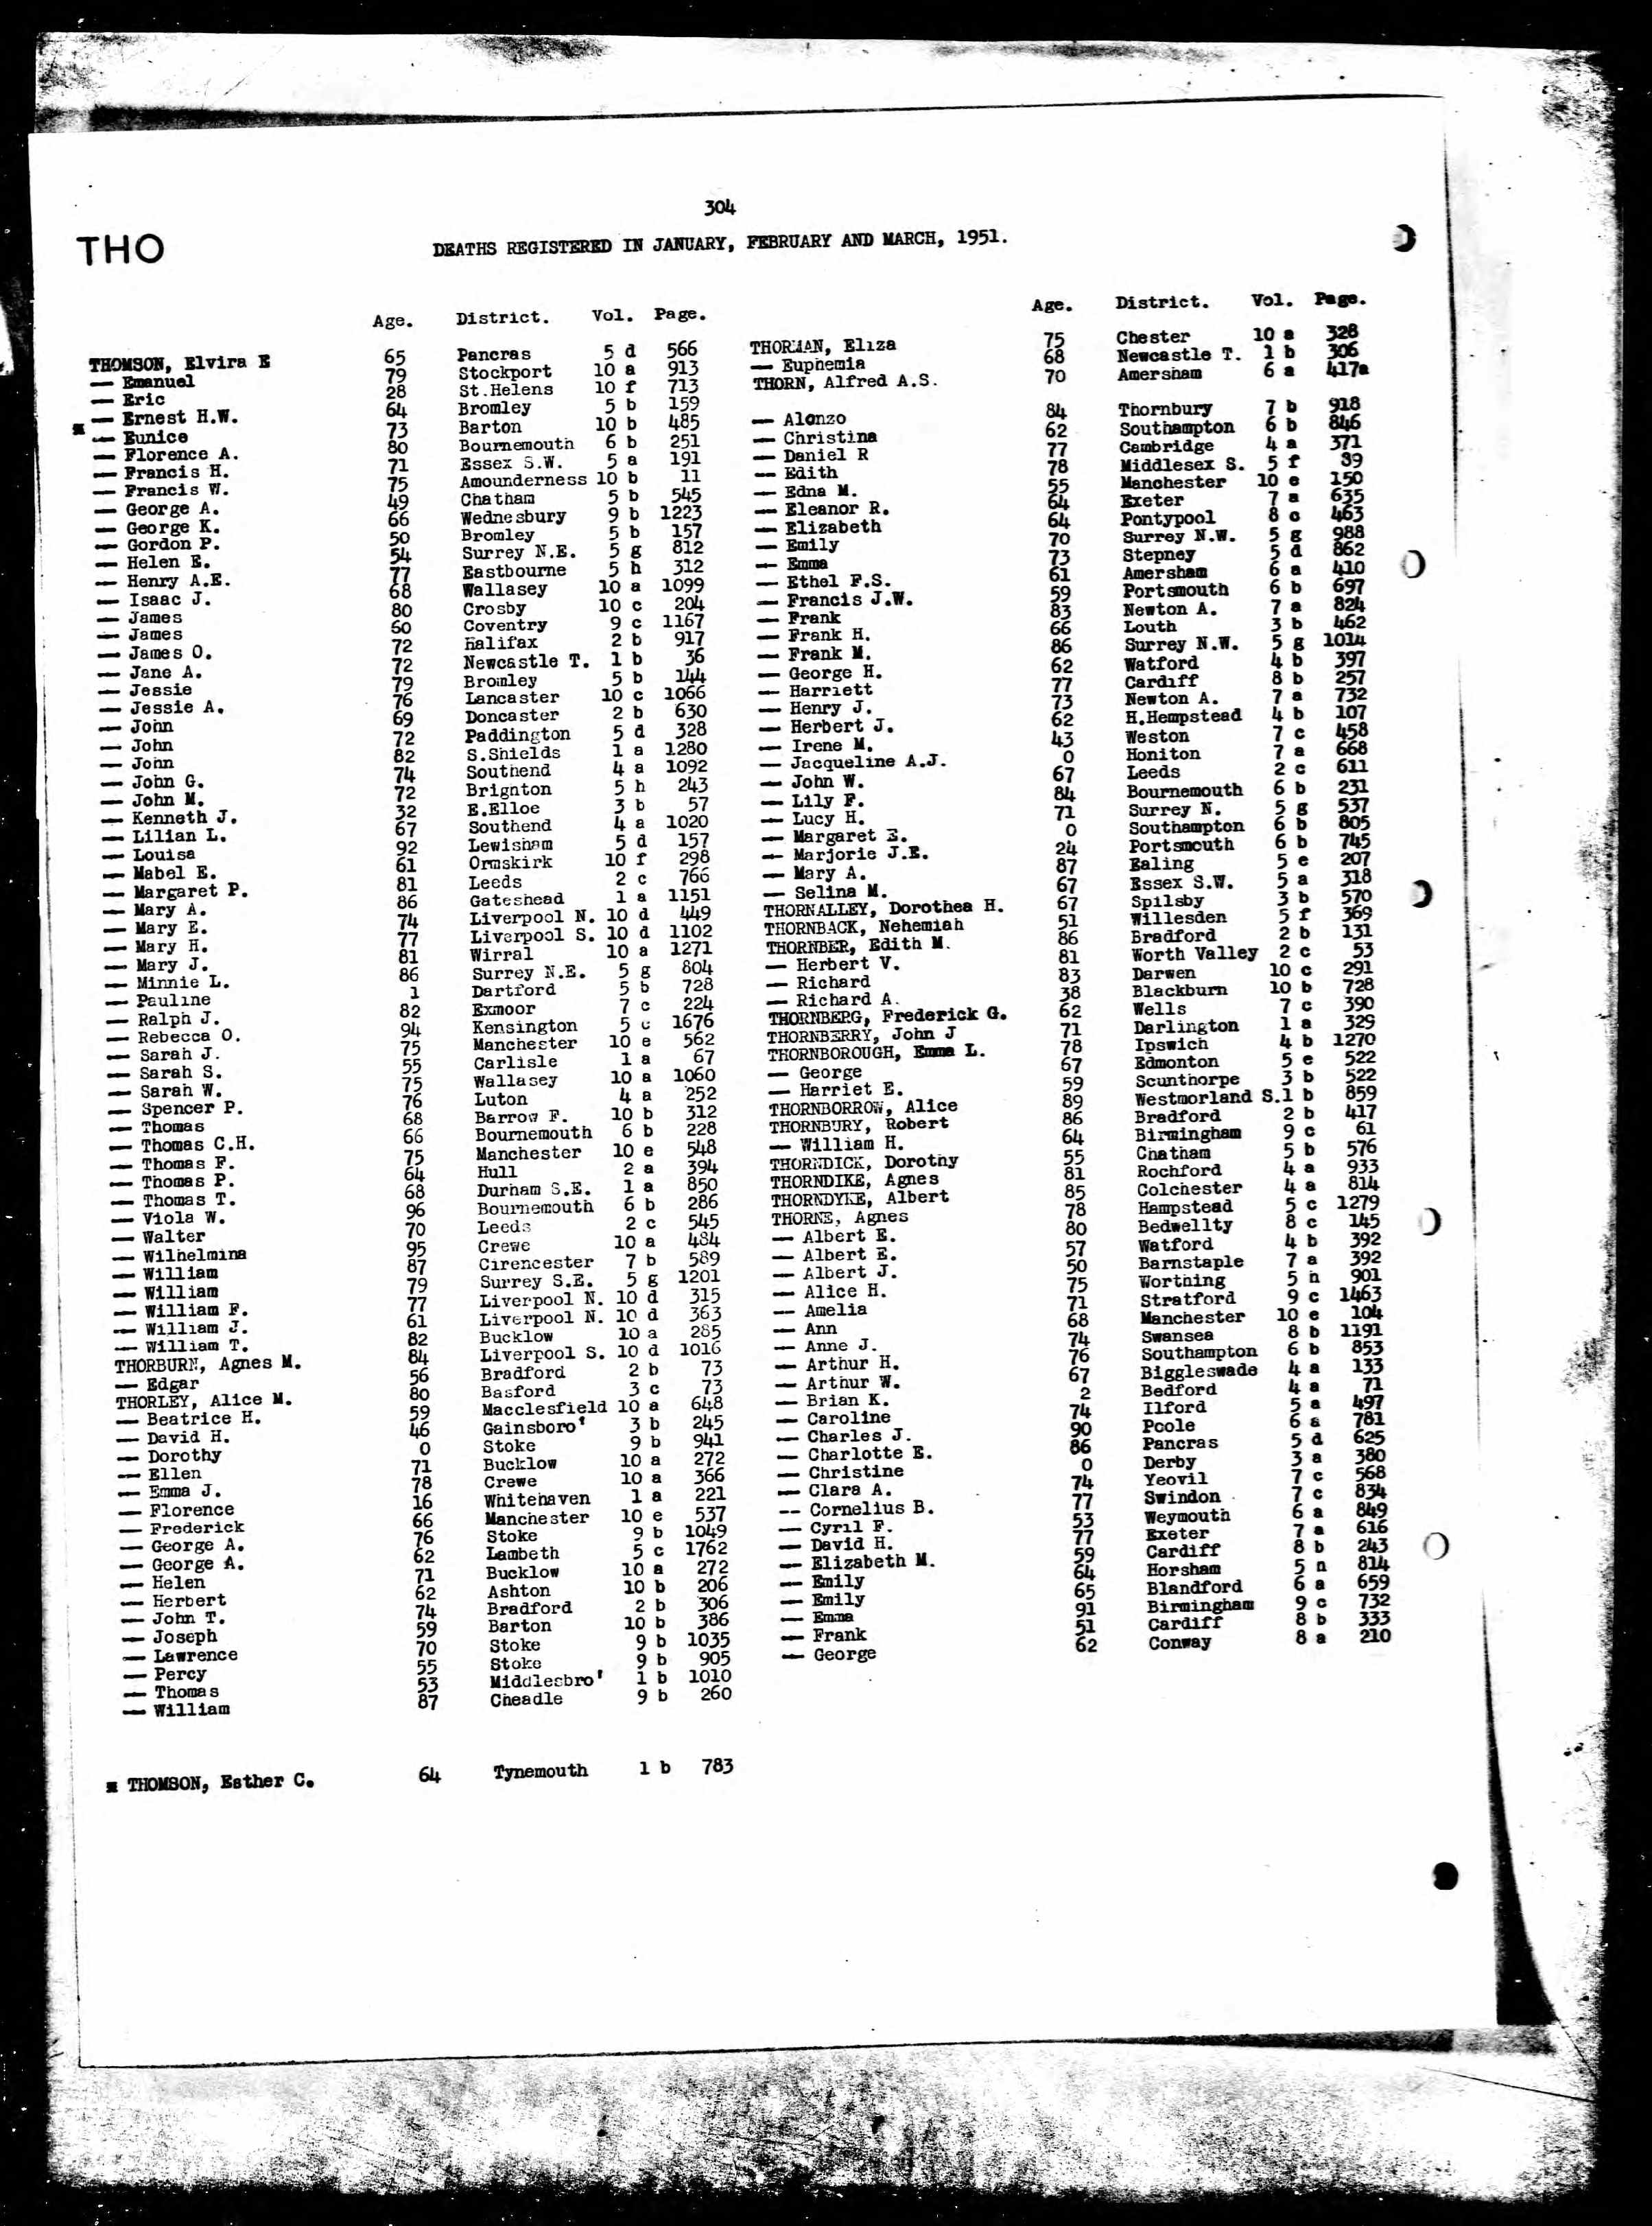 304
THO
DEATHS REGISTERED IN JANUARY, FEBRUARY AND MARCH, 1951.
Age. District. Vol. Page.
THOMSON, Elvira E 65 Pancras 5 d 566
— Emanuel 79 Stockport 10 a 913
— Eric 28 St.Helens 10 f 713
— Ernest H.W. 64 Bromley 5 b 159
— Eunice 73 Barton 10 b 485
— Florence A. 80 Bournemouth 6 b 251
— Francis H. 71 Essex S.W. 5 a 191
— Francis W. 75 Amounderness 10 b 11
— George A. 49 Chatham 5 b 545
— George K. 66 Wednesbury 9 b 1223
— Gordon P. 50 Bromley 5 b 157
— Helen E. 54 Surrey N.E. 5 g 812
— Henry A.E. 77 Eastbourne 5 h 312
— Isaac J. 68 Wallasey 10 a 1099
— James 80 Crosby 10 c 204
— James 60 Coventry 9 c 1167
— James O. 72 Halifax 2 b 917
— Jane A. 72 Newcastle T. 1 b 36
— Jessie 79 Bromley 5 b 144
— Jessie A. 76 Lancaster 10 c 1066
— John 69 Doncaster 2 b 630
— John 72 Paddington 5 d 328
— John 82 S.Shields 1 a 1280
— John G. 74 Southend 4 a 1092
— John M. 72 Brighton 5 h 243
— Kenneth J. 32 E.Elloe 3 b 57
— Lilian L. 67 Southend 4 a 1020
— Louisa 92 Lewisham 5 d 157
— Mabel E. 61 Ormskirk 10 f 298
— Margaret P. 81 Leeds 2 c 766
— Mary A. 86 Gateshead 1 a 1151
— Mary E. 74 Liverpool N. 10 d 449
— Mary H. 77 Liverpool S. 10 d 1102
— Mary J. 81 Wirral 10 a 1271
— Minnie L. 86 Surrey N.E. 5 g 804
— Pauline 1 Dartford 5 b 728
— Ralph J. 82 Exmoor 7 c 224
— Rebecca O. 94 Kensington 5 c 1676
— Sarah J. 75 Manchester 10 e 562
— Sarah S. 55 Carlisle 1 a 67
— Sarah W. 75 Wallasey 10 a 1060
— Spencer P. 76 Luton 4 a 252
— Thomas 68 Barrow F. 10 b 312
— Thomas C.H. 66 Bournemouth 6 b 228
— Thomas F. 75 Manchester 10 e 548
— Thomas P. 64 Hull 2 a 394
— Thomas T. 68 Durham S.E. 1 a 850
— Viola W. 96 Bournemouth 6 b 286
— Walter 70 Leeds 2 c 545
— Wilhelmina 95 Crewe 10 a 484
— William 87 Cirencester 7 b 589
— William 79 Surrey S.E. 5 g 1201
— William F. 77 Liverpool N. 10 d 315
— William J. 61 Liverpool N. 10 d 363
— William T. 82 Bucklow 10 a 285
THORBURN, Agnes M. 84 Liverpool S. 10 d 1016
— Edgar 56 Bradford 2 b 73
THORLEY, Alice M. 80 Basford 3 c 73
— Beatrice H. 59 Macclesfield 10 a 648
— David H. 46 Gainsboro' 3 b 245
— Dorothy 0 Stoke 9 b 941
— Ellen 71 Bucklow 10 a 272
— Emma J. 78 Crewe 10 a 366
— Florence 16 Whitehaven 1 a 221
— Frederick 66 Manchester 10 e 537
— George A. 76 Stoke 9 b 1049
— George A. 62 Lambeth 5 c 1762
— Helen 71 Bucklow 10 a 272
— Herbert 62 Ashton 10 b 206
— John T. 74 Bradford 2 b 306
— Joseph 59 Barton 10 b 386
— Lawrence 70 Stoke 9 b 1035
— Percy 55 Stoke 9 b 905
— Thomas 53 Middlesbro' 1 b 1010
— William 87 Cheadle 9 b 260
THOMSON, Esther C. 64 Tynemouth 1 b 783
Age. District. Vol. Page.
THORMAN, Eliza 75 Chester 10 a 328
— Euphemia 68 Newcastle T. 1 b 306
THORN, Alfred A.S. 70 Amersham 6 a 417a
— Alonzo 84 Thornbury 7 b 918
— Christina 62 Southampton 6 b 846
— Daniel R 77 Cambridge 4 a 371
— Edith 78 Middlesex S. 5 f 39
— Edna M. 55 Manchester 10 e 150
— Eleanor R. 64 Exeter 7 a 635
— Elizabeth 64 Pontypool 8 c 463
— Emily 70 Surrey N.W. 5 g 988
— Emma 73 Stepney 5 d 862
— Ethel F.S. 61 Amersham 6 a 410
— Francis J.W. 59 Portsmouth 6 b 697
— Frank 83 Newton A. 7 a 824
— Frank H. 66 Louth 3 b 462
— Frank M. 86 Surrey N.W. 5 g 1014
— George H. 62 Watford 4 b 397
— Harriett 77 Cardiff 8 b 257
— Henry J. 73 Newton A. 7 a 732
— Herbert J. 62 H.Hempstead 4 b 107
— Irene M. 43 Weston 7 c 458
— Jacqueline A.J. 0 Honiton 7 a 668
— John W. 67 Leeds 2 c 611
— Lily F. 84 Bournemouth 6 b 231
— Lucy H. 71 Surrey N. 5 g 537
— Margaret E. 0 Southampton 6 b 805
— Marjorie J.E. 24 Portsmouth 6 b 745
— Mary A. 87 Ealing 5 e 207
— Selina M. 67 Essex S.W. 5 a 318
THORNALLEY, Dorothea H. 67 Spilsby 3 b 570
THORNBACK, Nehemiah 51 Willesden 5 f 369
THORNBER, Edith M. 86 Bradford 2 b 131
— Herbert V. 81 Worth Valley 2 c 53
— Richard 83 Darwen 10 c 291
— Richard A. 38 Blackburn 10 b 728
THORNBERG, Frederick G. 62 Wells 7 c 390
THORNBERRY, John J 71 Darlington 1 a 329
THORNBOROUGH, Emma L. 78 Ipswich 4 b 1270
— George 67 Edmonton 5 e 522
— Harriet E. 59 Scunthorpe 3 b 522
THORNBORROW, Alice 89 Westmorland S.1 b 859
THORNBURY, Robert 86 Bradford 2 b 417
— William H. 64 Birmingham 9 c 61
THORNDICK, Dorothy 55 Chatham 5 b 576
THORNDIKE, Agnes 81 Rochford 4 a 933
THORNDYKE, Albert 85 Colchester 4 a 814
THORNE, Agnes 78 Hampstead 5 c 1279
— Albert E. 80 Bedwellty 8 c 145
— Albert E. 57 Watford 4 b 392
— Albert J. 50 Barnstaple 7 a 392
— Alice H. 75 Worthing 5 h 901
— Amelia 71 Stratford 9 c 1463
— Ann 68 Manchester 10 e 104
— Anne J. 74 Swansea 8 b 1191
— Arthur H. 76 Southampton 6 b 853
— Arthur W. 67 Biggleswade 4 a 133
— Brian K. 2 Bedford 4 a 71
— Caroline 74 Ilford 5 a 497
— Charles J. 90 Poole 6 a 781
— Charlotte E. 86 Pancras 5 d 625
— Christine 0 Derby 3 a 380
— Clara A. 74 Yeovil 7 c 568
-- Cornelius B. 77 Swindon 7 c 834
— Cyril F. 53 Weymouth 6 a 849
— David H. 77 Exeter 7 a 616
— Elizabeth M. 59 Cardiff 8 b 243
— Emily 64 Horsham 5 h 814
— Emily 65 Blandford 6 a 659
— Emma 91 Birmingham 9 c 732
— Frank 51 Cardiff 8 b 333
— George 62 Conway 8 a 210